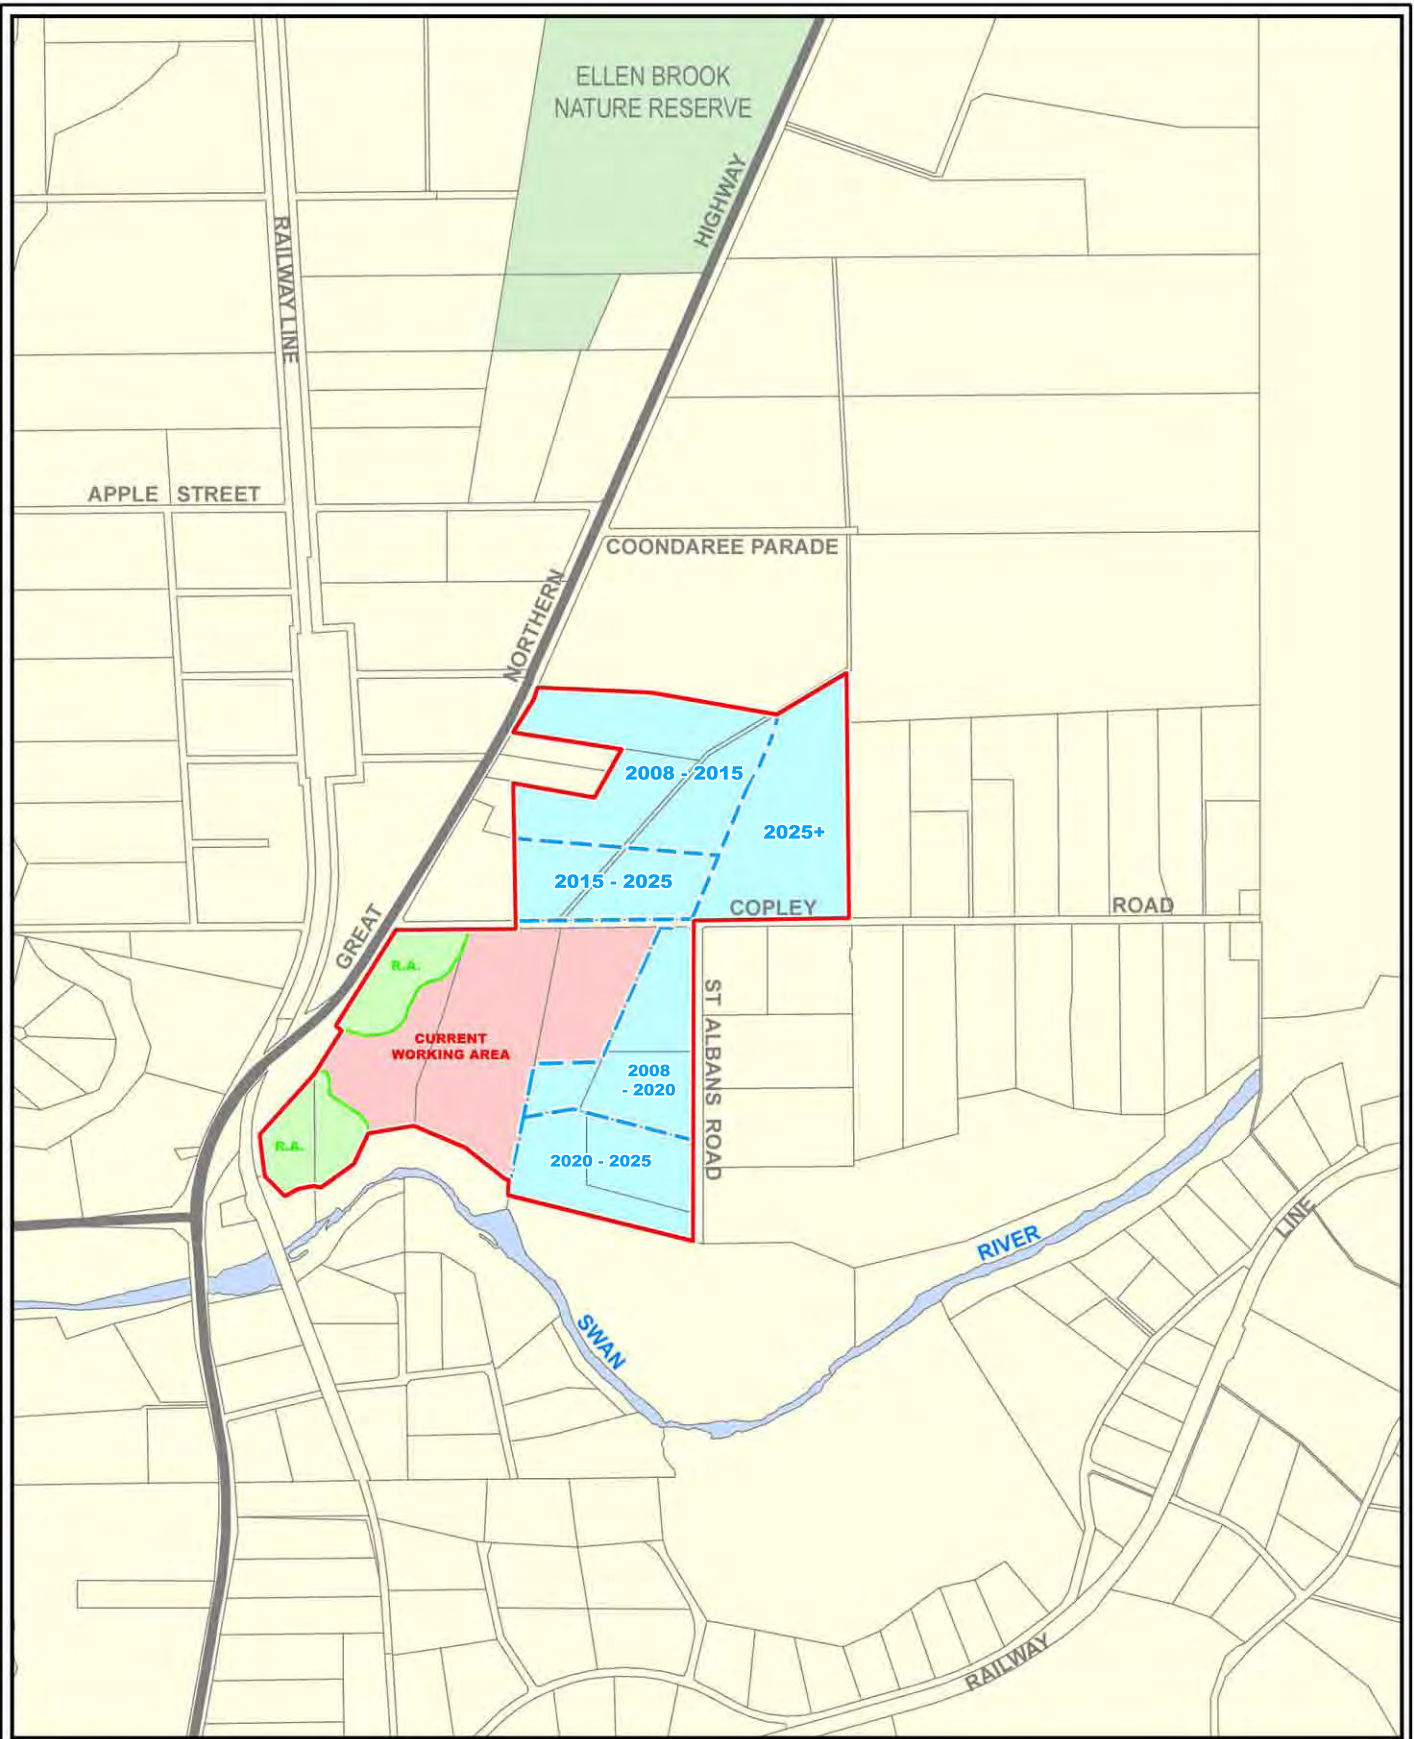 ELLEN BROOK
NATURE RESERVE
HIGHWAY
RAILWAY LINE
APPLE STREET
COONDAREE PARADE
NORTHERN
2008 - 2015
2025+
2015 - 2025
COPLEY
ROAD
GREAT
R.A.
CURRENT
WORKING AREA
ST ALBANS ROAD
2008
- 2020
R.A.
2020 - 2025
RIVER
LINE
SWAN
RAILWAY